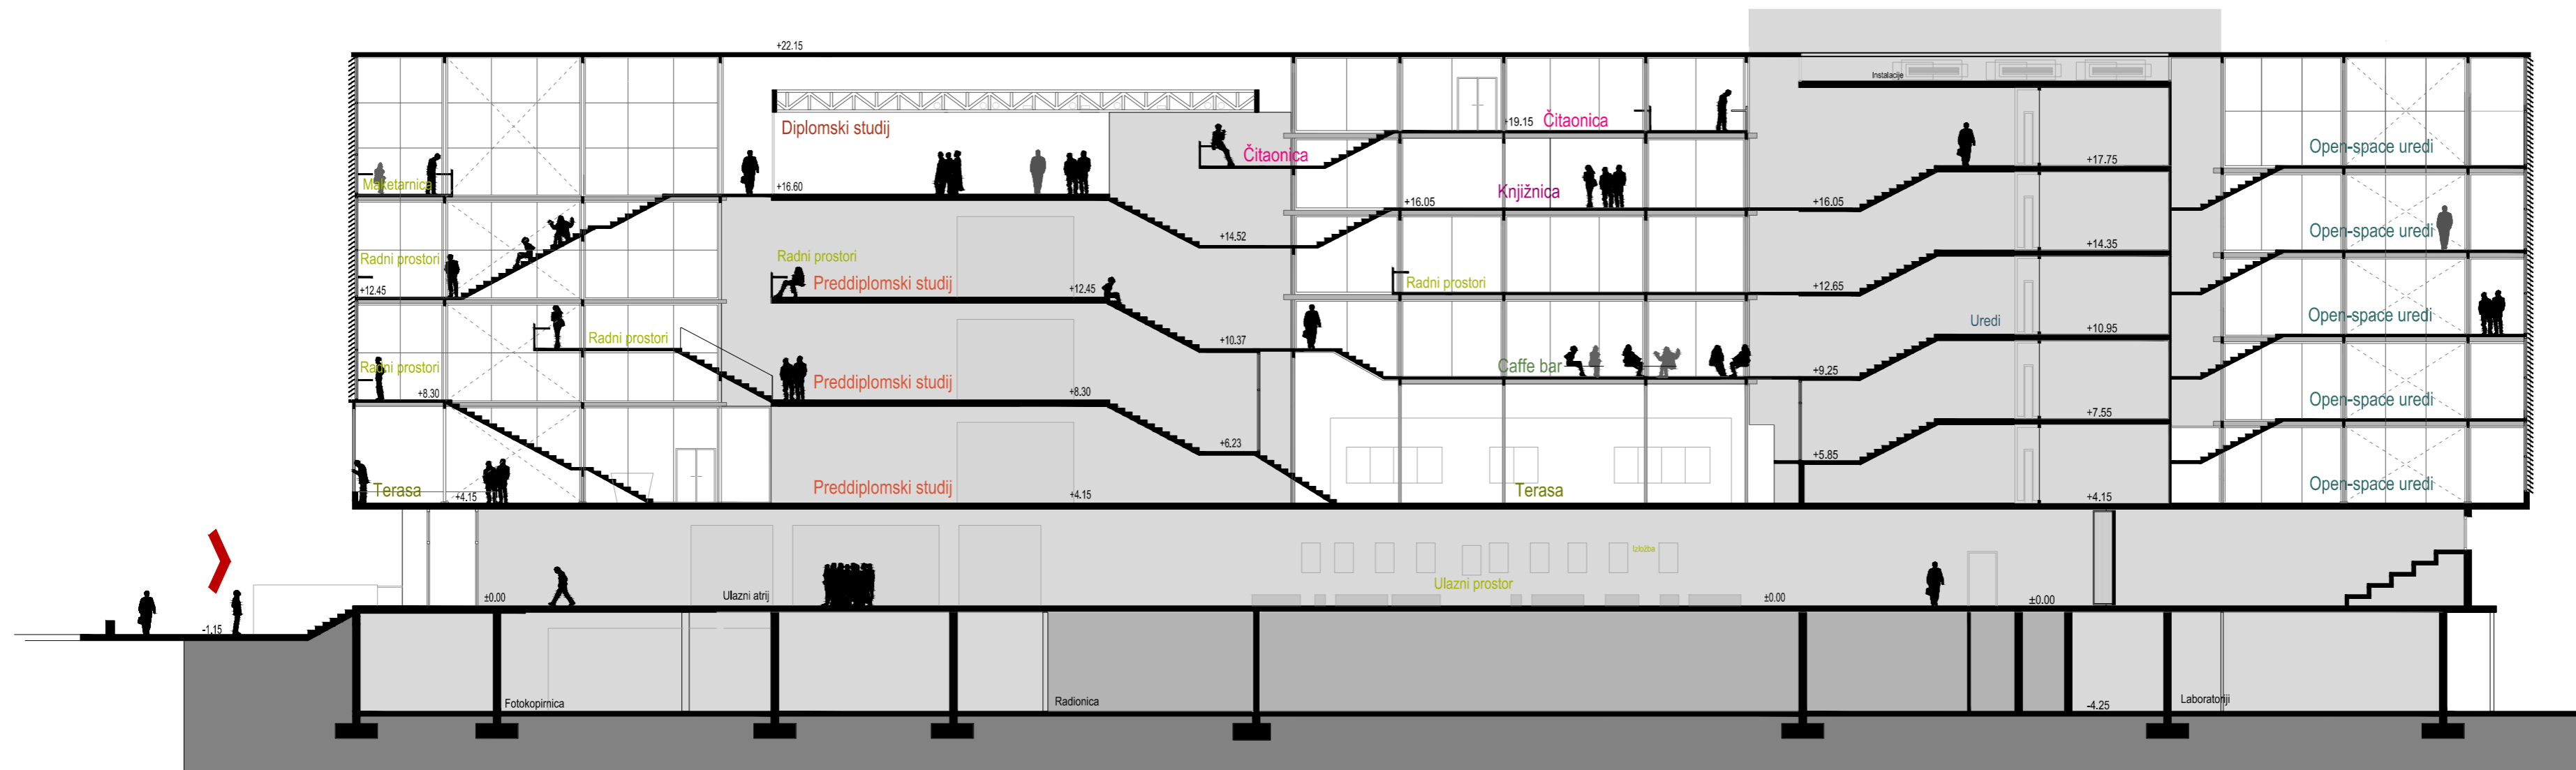 +22.15
Instalacije
Diplomski studij
+19.15
Čitaonica
Čitaonica
Open-space uredi
+17.75
Maketarnica
+16.60
Knjižnica
+16.05
+16.05
Open-space uredi
+14.52
+14.35
Radni prostori
Radni prostori
Preddiplomski studij
Radni prostori
+12.45
+12.45
+12.65
Open-space uredi
Uredi
+10.95
Radni prostori
+10.37
Radni prostori
Caffe bar
+9.25
Preddiplomski studij
+8.30
+8.30
Open-space uredi
+7.55
+6.23
+5.85
Open-space uredi
Terasa
+4.15
Preddiplomski studij
+4.15
Terasa
+4.15
Izložba
Ulazni prostor
±0.00
Ulazni atrij
±0.00
±0.00
-1.15
Fotokopirnica
Radionica
-4.25
Laboratoriji